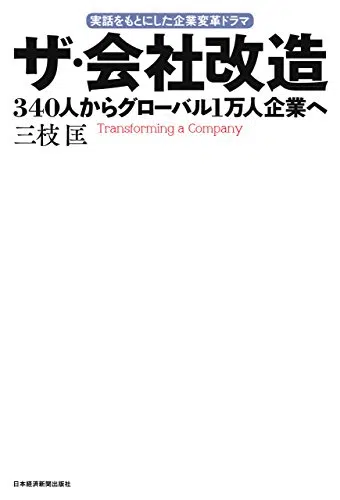 実話をもとにした企業変革ドラマ
ザ・会社改造
340人からグローバル1万人企業へ
三枝 匡 Transforming a Company
日本経済新聞出版社